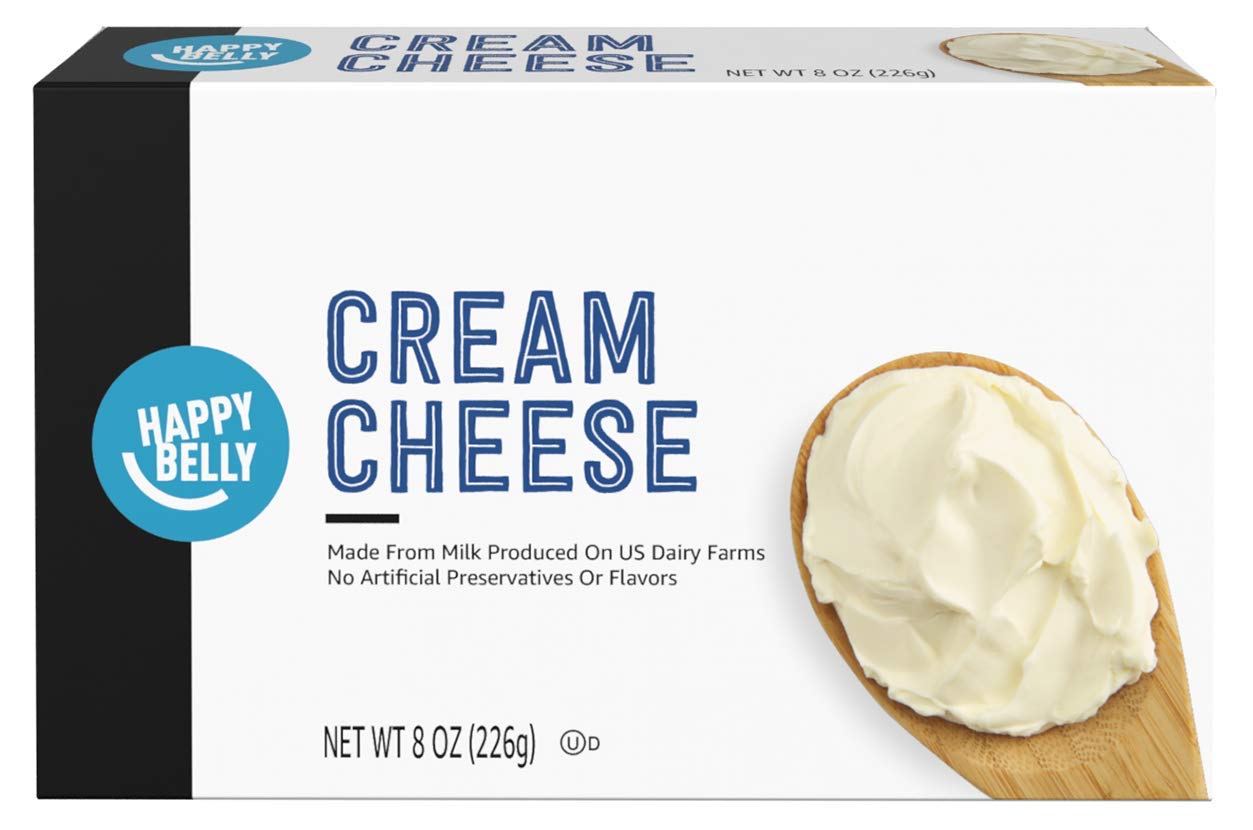 HAPPY
BELLY
CREAM
CHEESE
NET WT 8 OZ (226g)
HAPPY
BELLY
CREAM
CHEESE
Made From Milk Produced On US Dairy Farms
No Artificial Preservatives Or Flavors
NET WT 8 OZ (226g) Ⓤ D